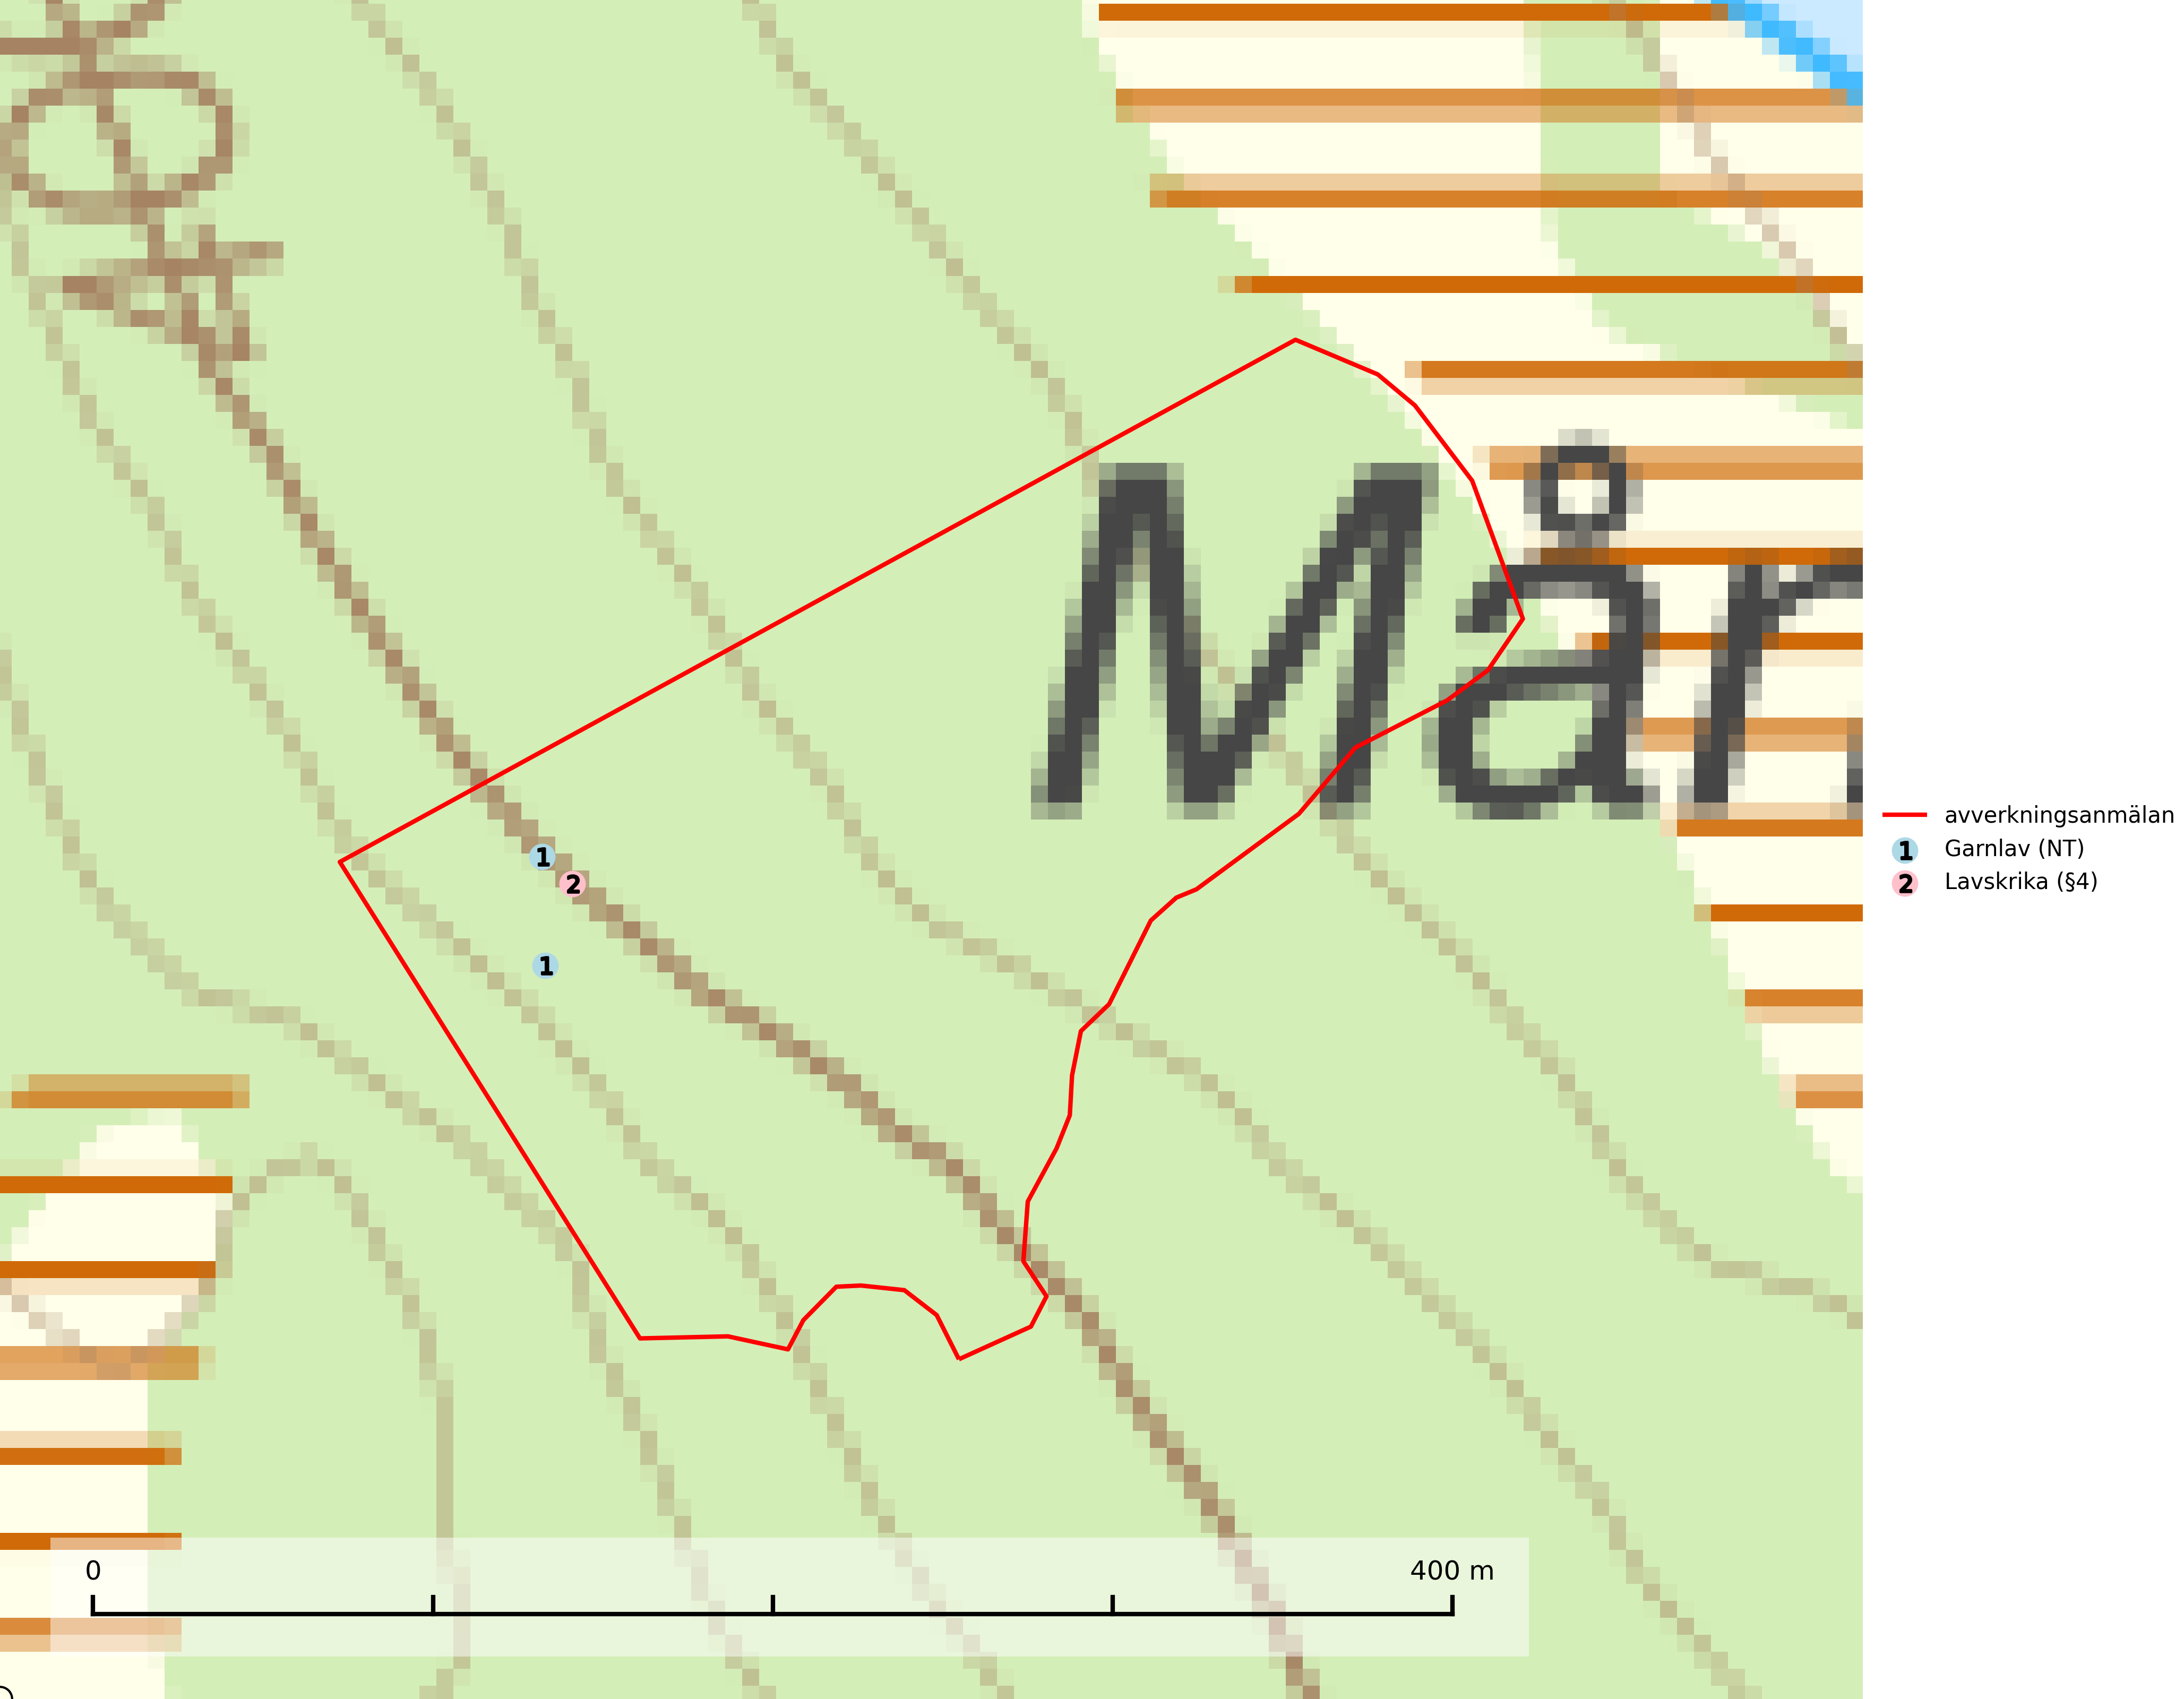 Mår
avverkningsanmälan
1 Garnlav (NT)
2 Lavskrika (§4)
1
2
1
0 400 m